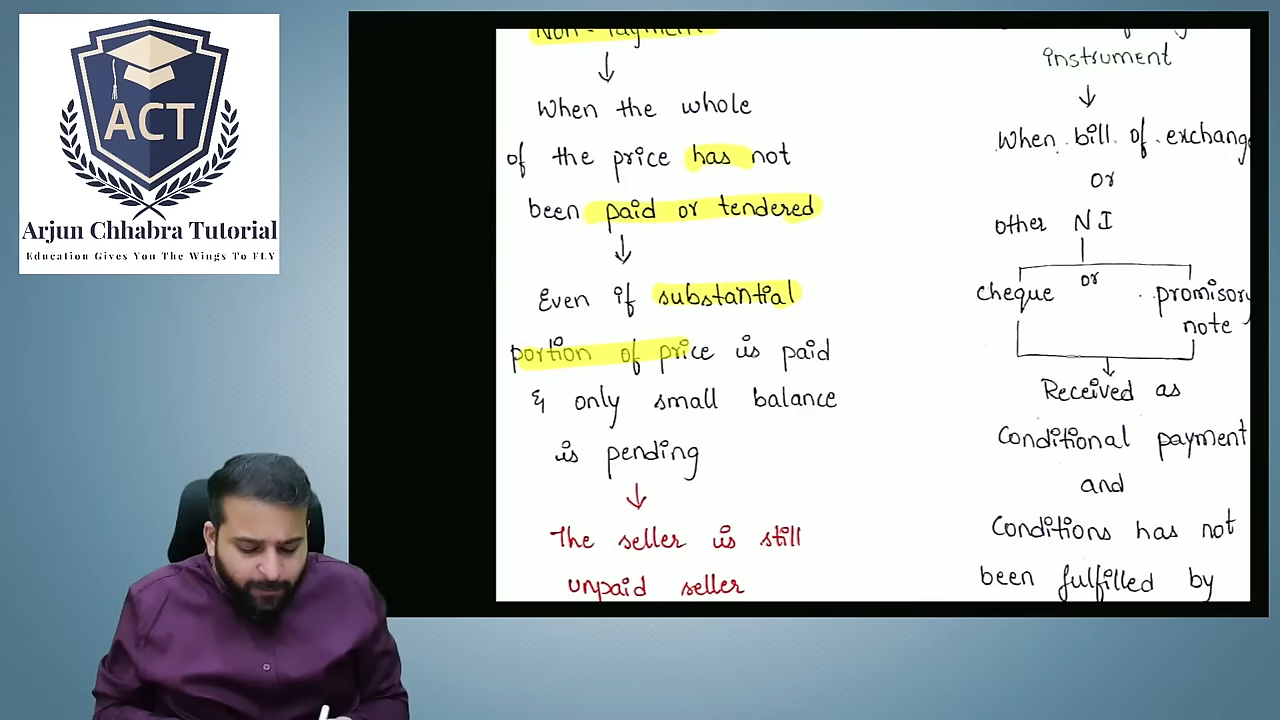 ACT
Arjun Chhabra Tutorial
Education Gives You The Wings To FLY
Non-Payment
When the whole
of the price has not
been paid or tendered
Even if substantial
portion of price is paid
& only small balance
is pending
The seller is still
unpaid seller
instrument
When bill of exchange
or
other NI
cheque or promisory
note
Received as
Conditional payment
and
Conditions has not
been fulfilled by